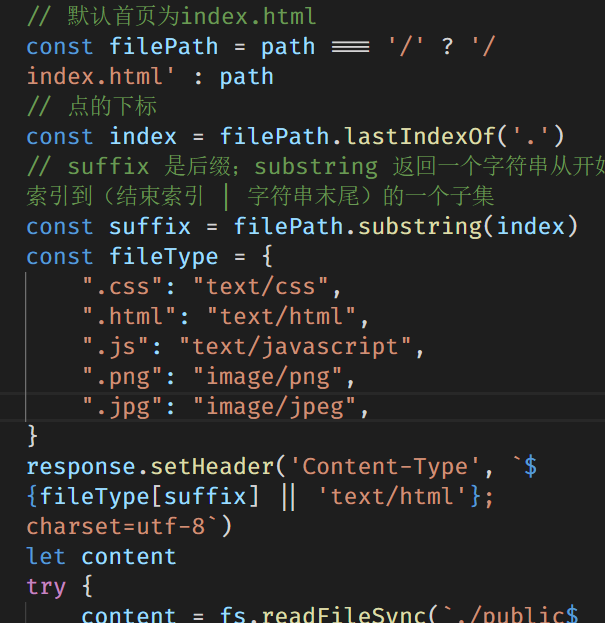 // 默认首页为index.html
const filePath = path === '/' ? '/
index.html' : path
// 点的下标
const index = filePath.lastIndexOf('.')
// suffix 是后缀；substring 返回一个字符串从开始
索引到（结束索引 | 字符串末尾）的一个子集
const suffix = filePath.substring(index)
const fileType = {
    ".css": "text/css",
    ".html": "text/html",
    ".js": "text/javascript",
    ".png": "image/png",
    ".jpg": "image/jpeg",
}
response.setHeader('Content-Type', `$
{fileType[suffix] || 'text/html'};
charset=utf-8`)
let content
try {
    content = fs.readFileSync(`./public$